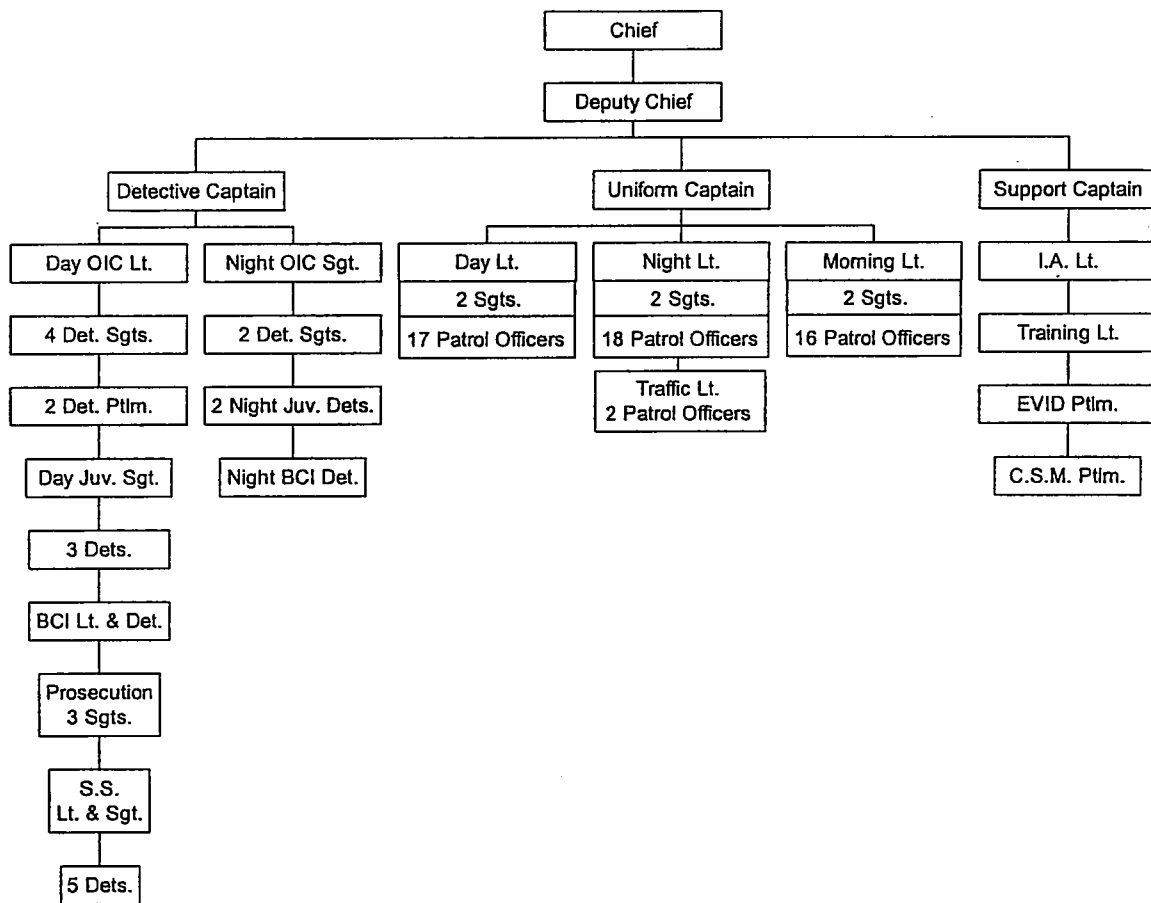 Chief
Deputy Chief
Detective Captain
Uniform Captain
Support Captain
Day OIC Lt.
Night OIC Sgt.
Day Lt.
Night Lt.
Morning Lt.
I.A. Lt.
2 Sgts.
2 Sgts.
2 Sgts.
4 Det. Sgts.
2 Det. Sgts.
17 Patrol Officers
18 Patrol Officers
16 Patrol Officers
Training Lt.
2 Det. Ptlm.
2 Night Juv. Dets.
Traffic Lt.
2 Patrol Officers
EVID Ptlm.
Day Juv. Sgt.
Night BCI Det.
C.S.M. Ptlm.
3 Dets.
BCI Lt. & Det.
Prosecution
3 Sgts.
S.S.
Lt. & Sgt.
5 Dets.